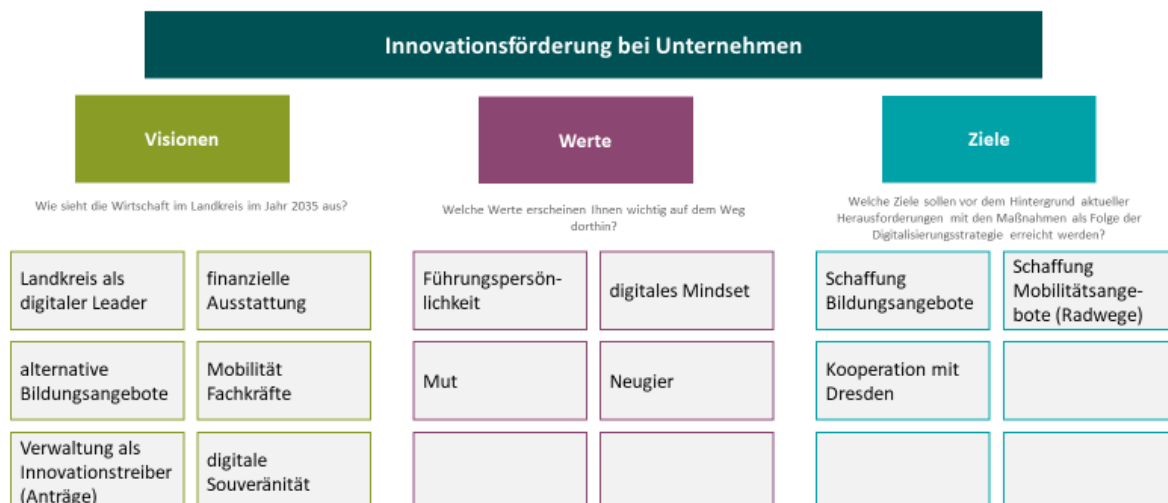 Innovationsförderung bei Unternehmen
Visionen
Wie sieht die Wirtschaft im Landkreis im Jahr 2035 aus?
Landkreis als
digitaler Leader
finanzielle
Ausstattung
alternative
Bildungsangebote
Mobilität
Fachkräfte
Verwaltung als
Innovationstreiber
(Anträge)
digitale
Souveränität
Werte
Welche Werte erscheinen Ihnen wichtig auf dem Weg
dorthin?
Führungspersön-
lichkeit
digitales Mindset
Mut
Neugier
Ziele
Welche Ziele sollen vor dem Hintergrund aktueller
Herausforderungen mit den Maßnahmen als Folge der
Digitalisierungsstrategie erreicht werden?
Schaffung
Bildungsangebote
Schaffung
Mobilitätsange-
bote (Radwege)
Kooperation mit
Dresden